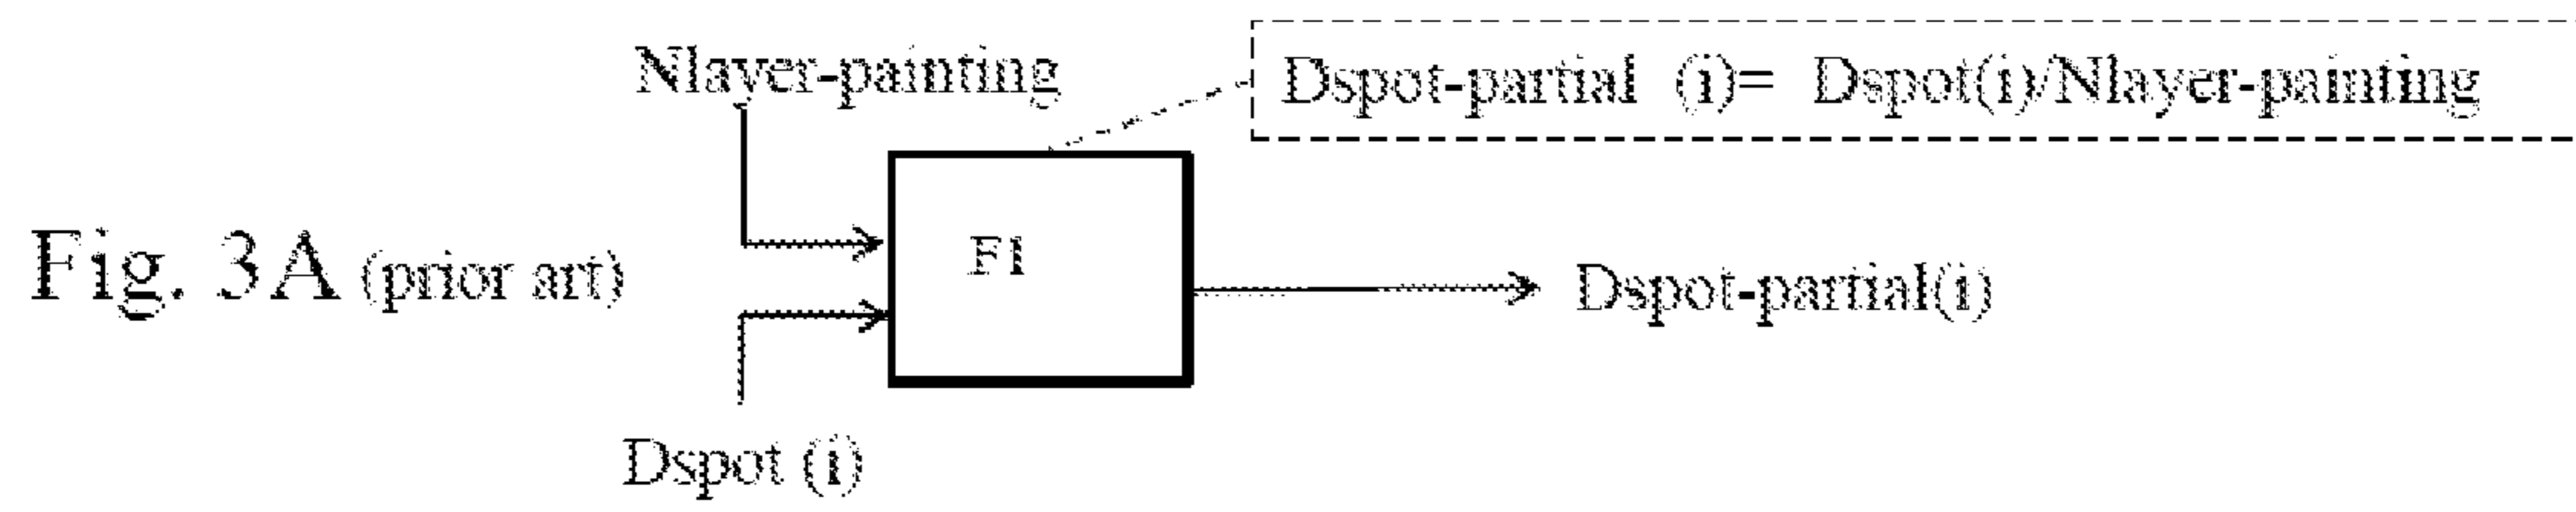 Nlayer-painting
Dspot-partial (i)= Dspot(i)/Nlayer-painting
Fig. 3A (prior art)
F1
Dspot-partial(i)
Dspot (i)